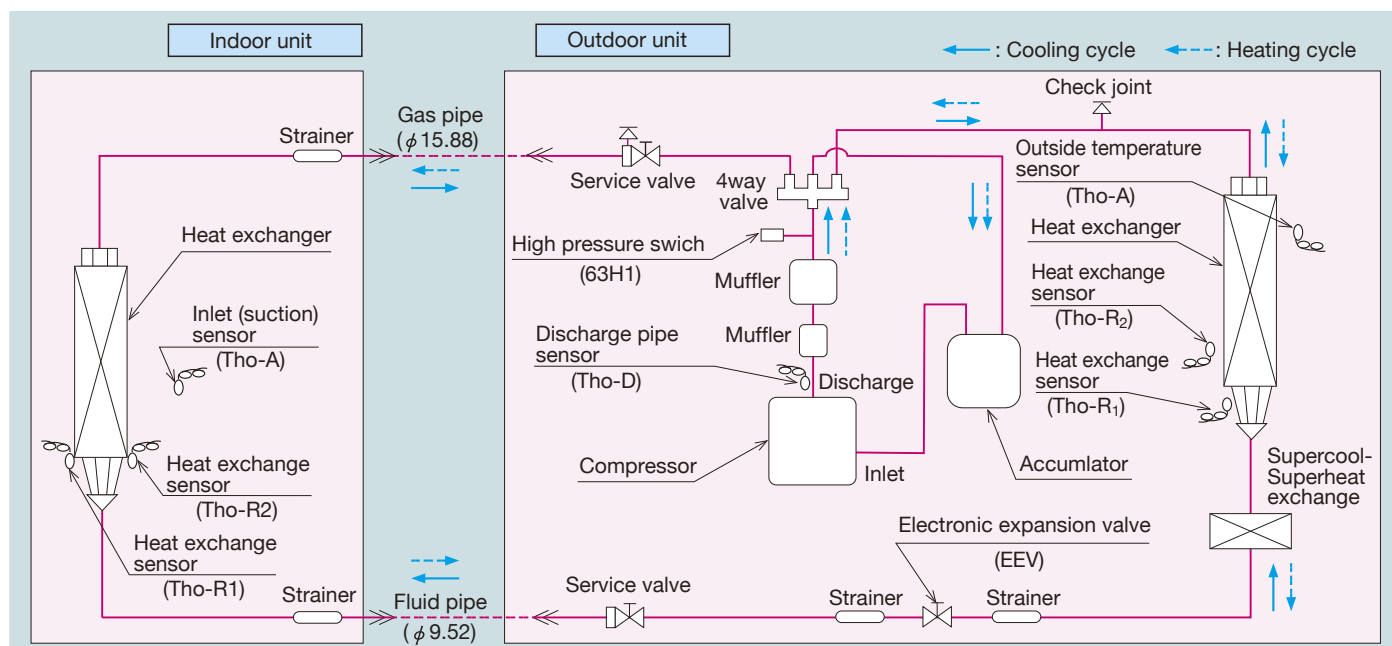 Indoor unit
Outdoor unit
: Cooling cycle
: Heating cycle
Check joint
Gas pipe
(ϕ15.88)
Strainer
Service valve
4way
valve
Outside temperature
sensor
(Tho-A)
Heat exchanger
Heat exchanger
High pressure swich
(63H1)
Muffler
Heat exchange
sensor
(Tho-R₂)
Inlet (suction)
sensor
(Tho-A)
Muffler
Discharge pipe
sensor
(Tho-D)
Discharge
Heat exchange
sensor
(Tho-R₁)
Compressor
Inlet
Accumlator
Supercool-
Superheat
exchange
Heat exchange
sensor
(Tho-R2)
Heat exchange
sensor
(Tho-R1)
Electronic expansion valve
(EEV)
Strainer
Fluid pipe
(ϕ9.52)
Service valve
Strainer
Strainer